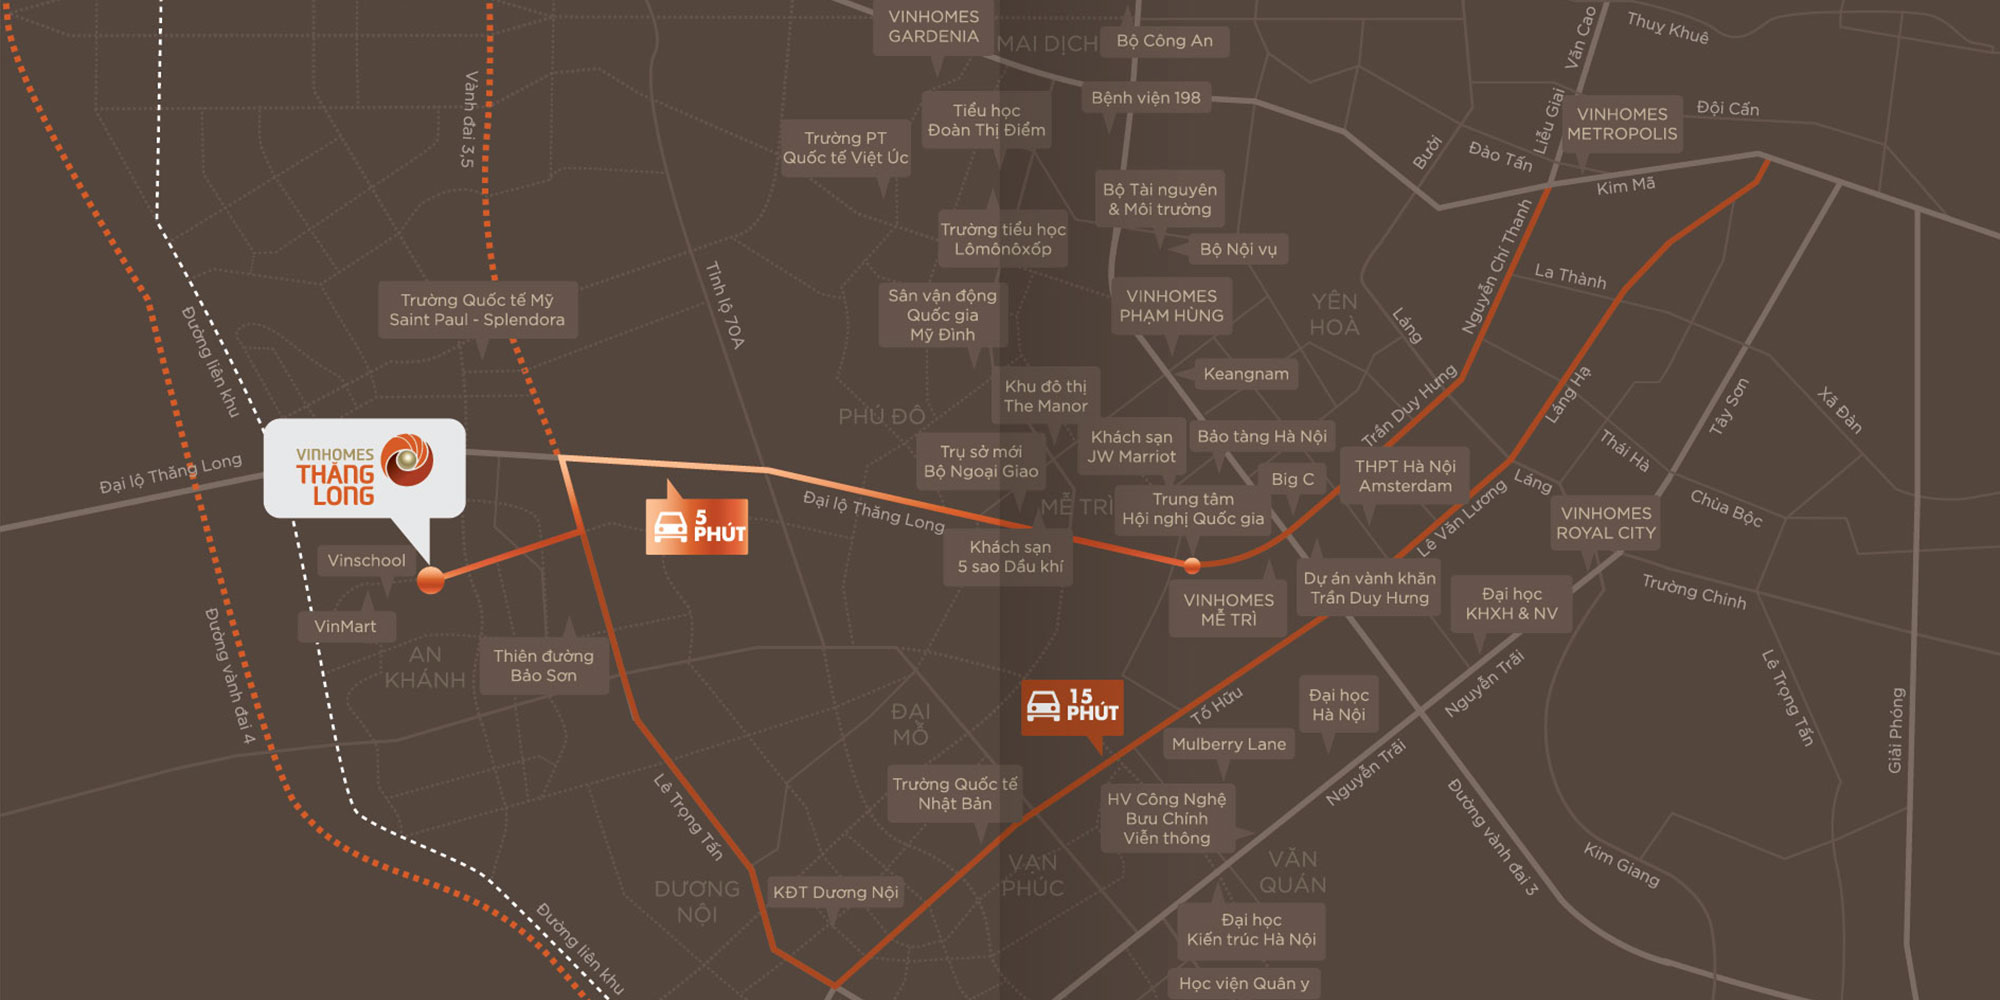 VINHOMES
GARDENIA
MAI DỊCH
Bộ Công An
Văn Cao
Thuỵ Khuê
Vành đai 3,5
Bệnh viện 198
Tiểu học
Đoàn Thị Điểm
Trường PT
Quốc tế Việt Úc
Liễu Giai
VINHOMES
METROPOLIS
Đội Cấn
Bưởi
Đào Tấn
Kim Mã
Bộ Tài nguyên
& Môi trường
Trường tiểu học
Lômônôxốp
Bộ Nội vụ
Nguyễn Chí Thanh
La Thành
Trường Quốc tế Mỹ
Saint Paul - Splendora
Tỉnh lộ 70A
Sân vận động
Quốc gia
Mỹ Đình
VINHOMES
PHẠM HÙNG
YÊN
HOÀ
Láng
Đường liên khu
Keangnam
Khu đô thị
The Manor
PHÚ ĐÔ
Trần Duy Hưng
Láng Hạ
Tây Sơn
Xã Đàn
VINHOMES
THĂNG
LONG
Đại lộ Thăng Long
Trụ sở mới
Bộ Ngoại Giao
Khách sạn
JW Marriot
Bảo tàng Hà Nội
Big C
THPT Hà Nội
Amsterdam
Thái Hà
Láng
Chùa Bộc
5
PHÚT
Đại lộ Thăng Long
MỄ TRÌ
Trung tâm
Hội nghị Quốc gia
Lê Văn Lương
VINHOMES
ROYAL CITY
Khách sạn
5 sao Dầu khí
Vinschool
VinMart
VINHOMES
MỄ TRÌ
Dự án vành khăn
Trần Duy Hưng
Đại học
KHXH & NV
Trường Chinh
Đường vành đai 4
AN
KHÁNH
Thiên đường
Bảo Sơn
15
PHÚT
Tố Hữu
Đại học
Hà Nội
Nguyễn Trãi
Lê Trọng Tấn
Giải Phóng
ĐẠI
MỖ
Mulberry Lane
Nguyễn Trãi
Lê Trọng Tấn
Trường Quốc tế
Nhật Bản
HV Công Nghệ
Bưu Chính
Viễn thông
Đường vành đai 3
Kim Giang
VẠN
PHÚC
VĂN
QUÁN
DƯƠNG
NỘI
KĐT Dương Nội
Đường liên khu
Đại học
Kiến trúc Hà Nội
Học viện Quân y